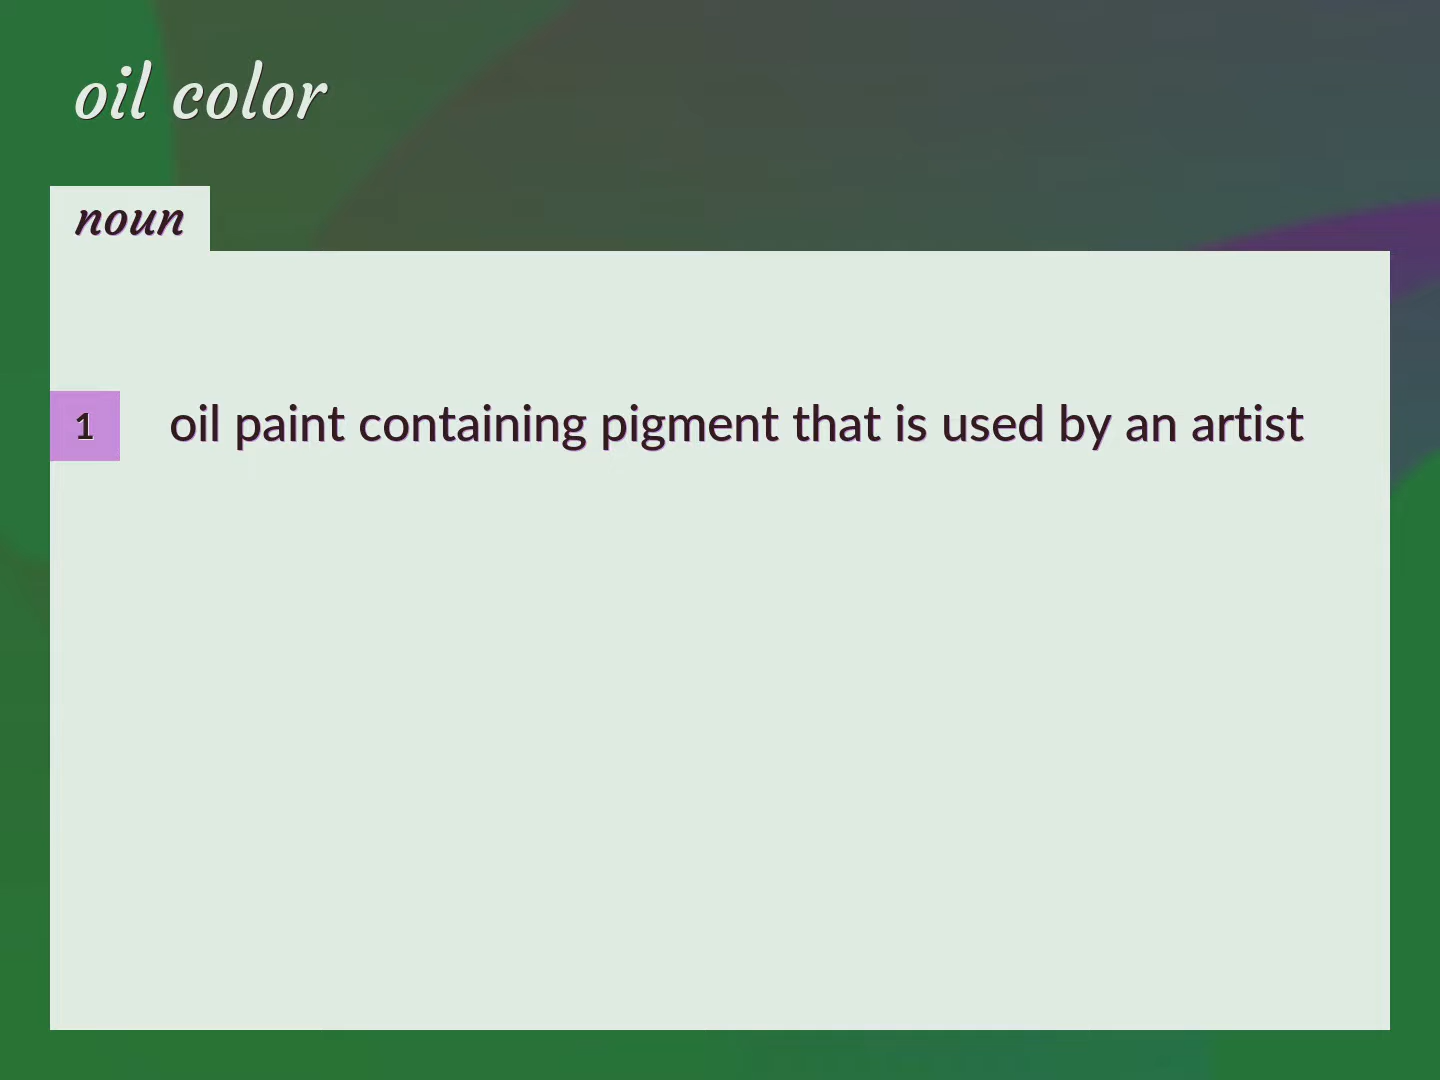 oil color
noun
1 oil paint containing pigment that is used by an artist